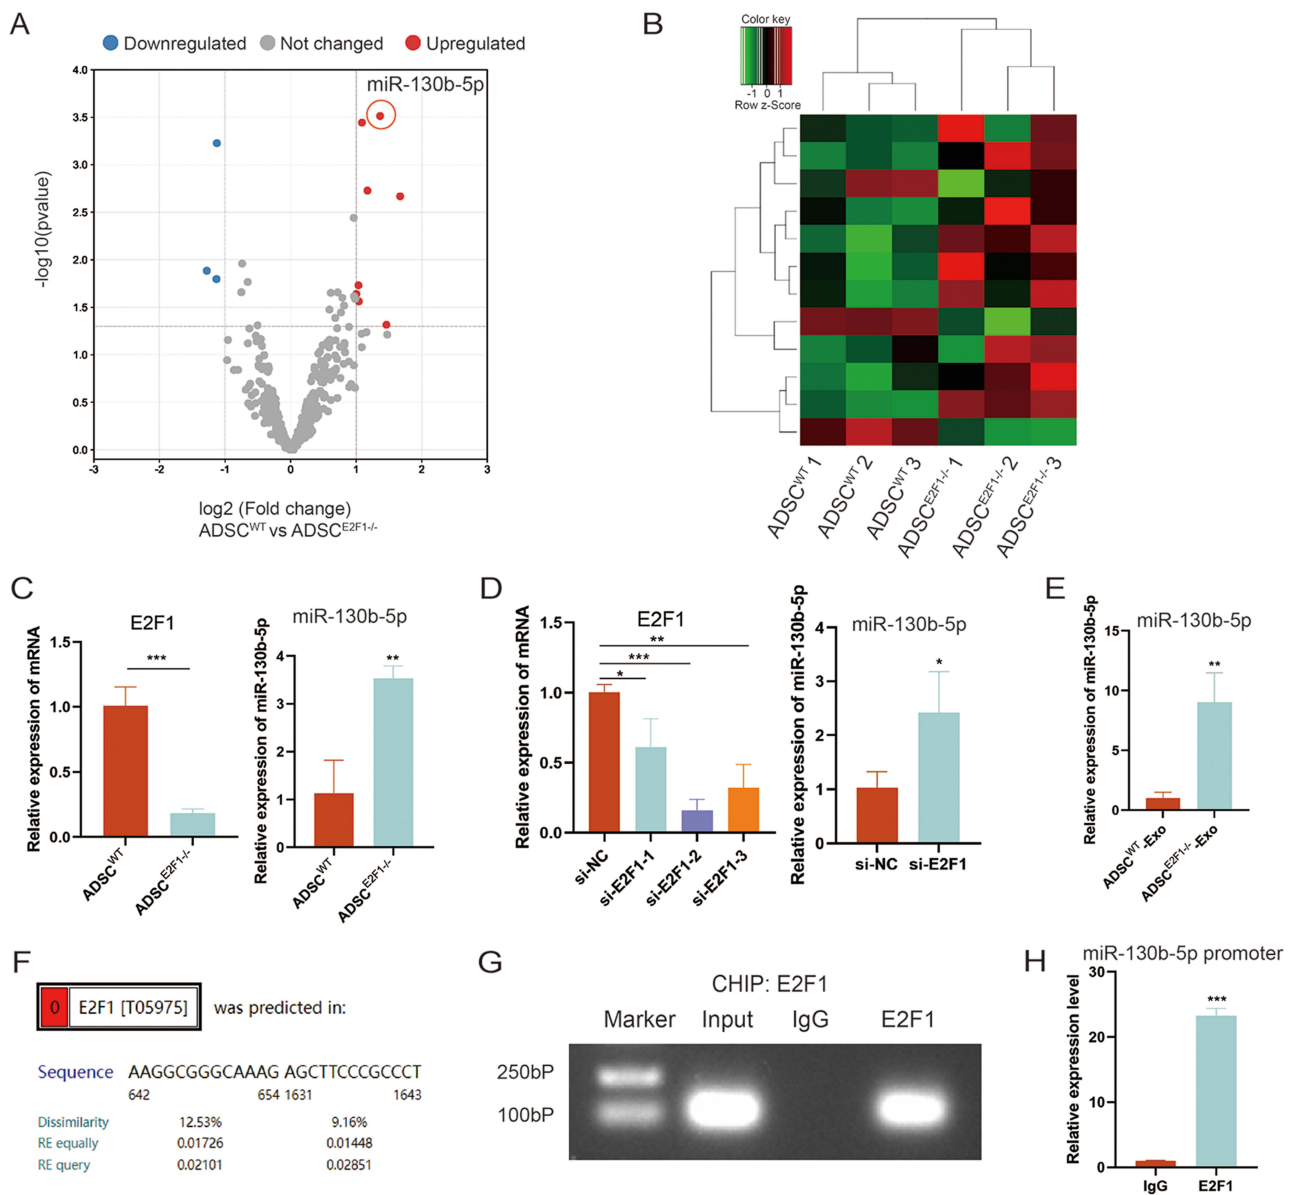 A
Downregulated Not changed Upregulated
miR-130b-5p
4.0
3.5
3.0
2.5
2.0
1.5
1.0
0.5
0.0
-log10(pvalue)
-3 -2 -1 0 1 2 3
log2 (Fold change)
ADSCWT vs ADSCE2F1-/-
B
Color key
-1 0 1
Row z-Score
ADSCWT 1
ADSCWT 2
ADSCWT 3
ADSCE2F1-/- 1
ADSCE2F1-/- 2
ADSCE2F1-/- 3
C
E2F1
Relative expression of mRNA
1.5
1.0
0.5
0.0
***
ADSCWT
ADSCE2F1-/-
miR-130b-5p
Relative expression of miR-130b-5p
4
3
2
1
0
**
ADSCWT
ADSCE2F1-/-
D
E2F1
Relative expression of mRNA
1.5
1.0
0.5
0.0
**
***
*
si-NC
si-E2F1-1
si-E2F1-2
si-E2F1-3
miR-130b-5p
Relative expression of miR-130b-5p
4
3
2
1
0
*
si-NC si-E2F1
E
miR-130b-5p
Relative expression of miR-130b-5p
15
10
5
0
**
ADSCWT-Exo
ADSCE2F1-/-Exo
F
0 E2F1 [T05975] was predicted in:
Sequence AAGGCGGGCAAAG AGCTTCCCGCCCT
642 654 1631 1643
Dissimilarity 12.53% 9.16%
RE equally 0.01726 0.01448
RE query 0.02101 0.02851
G
CHIP: E2F1
Marker Input IgG E2F1
250bP
100bP
H
miR-130b-5p promoter
Relative expression level
30
20
10
0
***
IgG E2F1